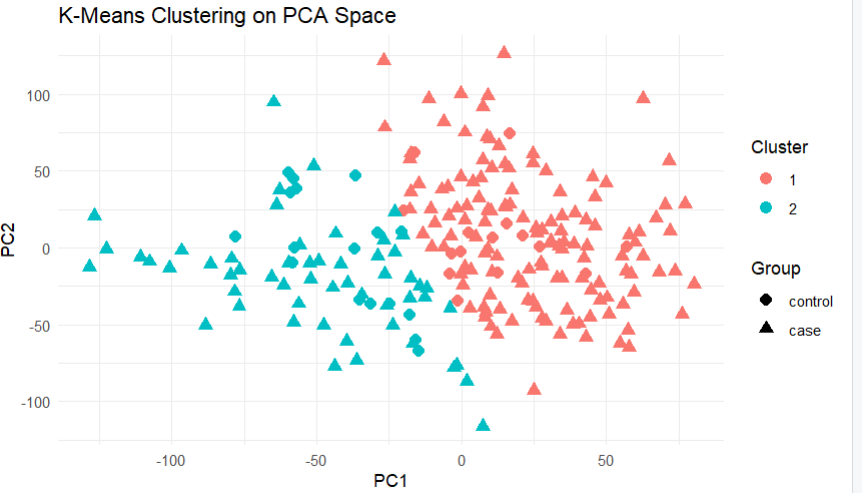 K-Means Clustering on PCA Space
100
50
0
-50
-100
PC2
-100
-50
0
50
PC1
Cluster
1
2
Group
control
case